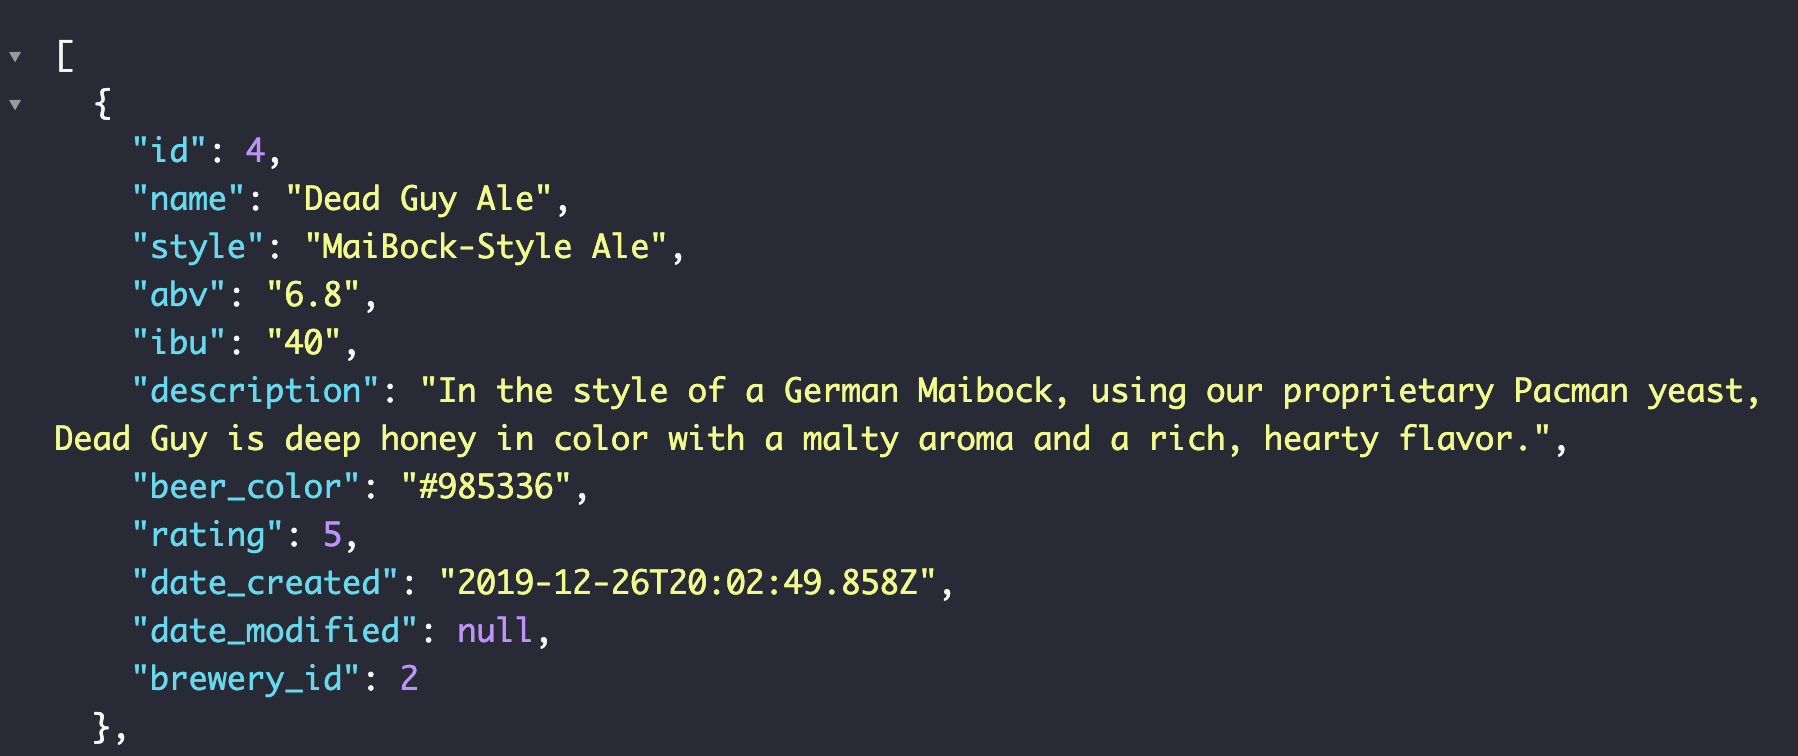 [
{
"id": 4,
"name": "Dead Guy Ale",
"style": "MaiBock-Style Ale",
"abv": "6.8",
"ibu": "40",
"description": "In the style of a German Maibock, using our proprietary Pacman yeast,
Dead Guy is deep honey in color with a malty aroma and a rich, hearty flavor.",
"beer_color": "#985336",
"rating": 5,
"date_created": "2019-12-26T20:02:49.858Z",
"date_modified": null,
"brewery_id": 2
},